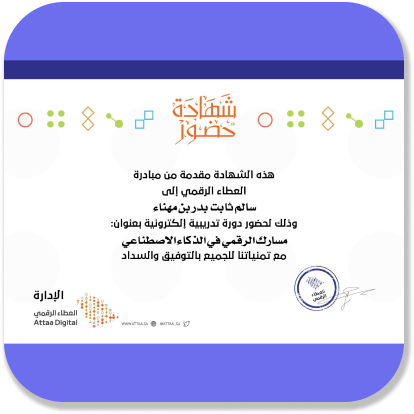 شهادة
حضور
هذه الشهادة مقدمة من مبادرة
العطاء الرقمي إلى
سالم ثابت بدر بن مهناء
وذلك لحضور دورة تدريبية إلكترونية بعنوان:
مسارك الرقمي في الذكاء الاصطناعي
مع تمنياتنا للجميع بالتوفيق والسداد
الإدارة
العطاء الرقمي
Attaa Digital
WWW.ATTAA.SA
@ATTAA_SA
العطاء
الرقمي